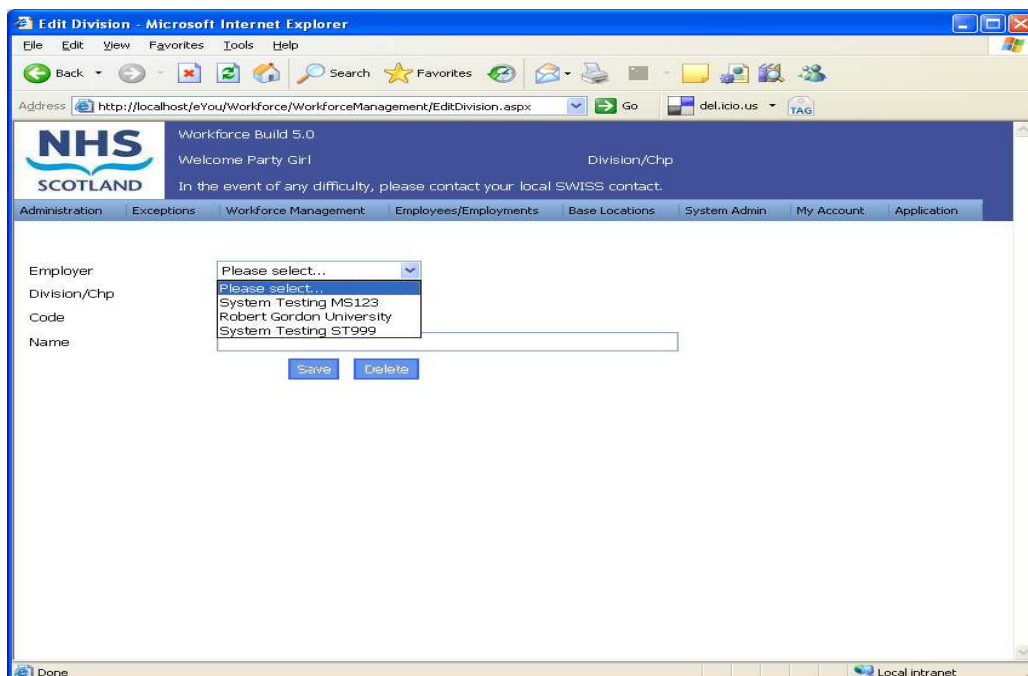 Edit Division - Microsoft Internet Explorer
File Edit View Favorites Tools Help
Back Search Favorites
Address http://localhost/eYou/Workforce/WorkforceManagement/EditDivision.aspx Go del.icio.us TAG
NHS
SCOTLAND
Workforce Build 5.0
Welcome Party Girl Division/Chp
In the event of any difficulty, please contact your local SWISS contact.
Administration Exceptions Workforce Management Employees/Employments Base Locations System Admin My Account Application
Employer Please select...
Please select...
Division/Chp
System Testing MS123
Code
Robert Gordon University
System Testing ST999
Name
Save Delete
Done Local intranet